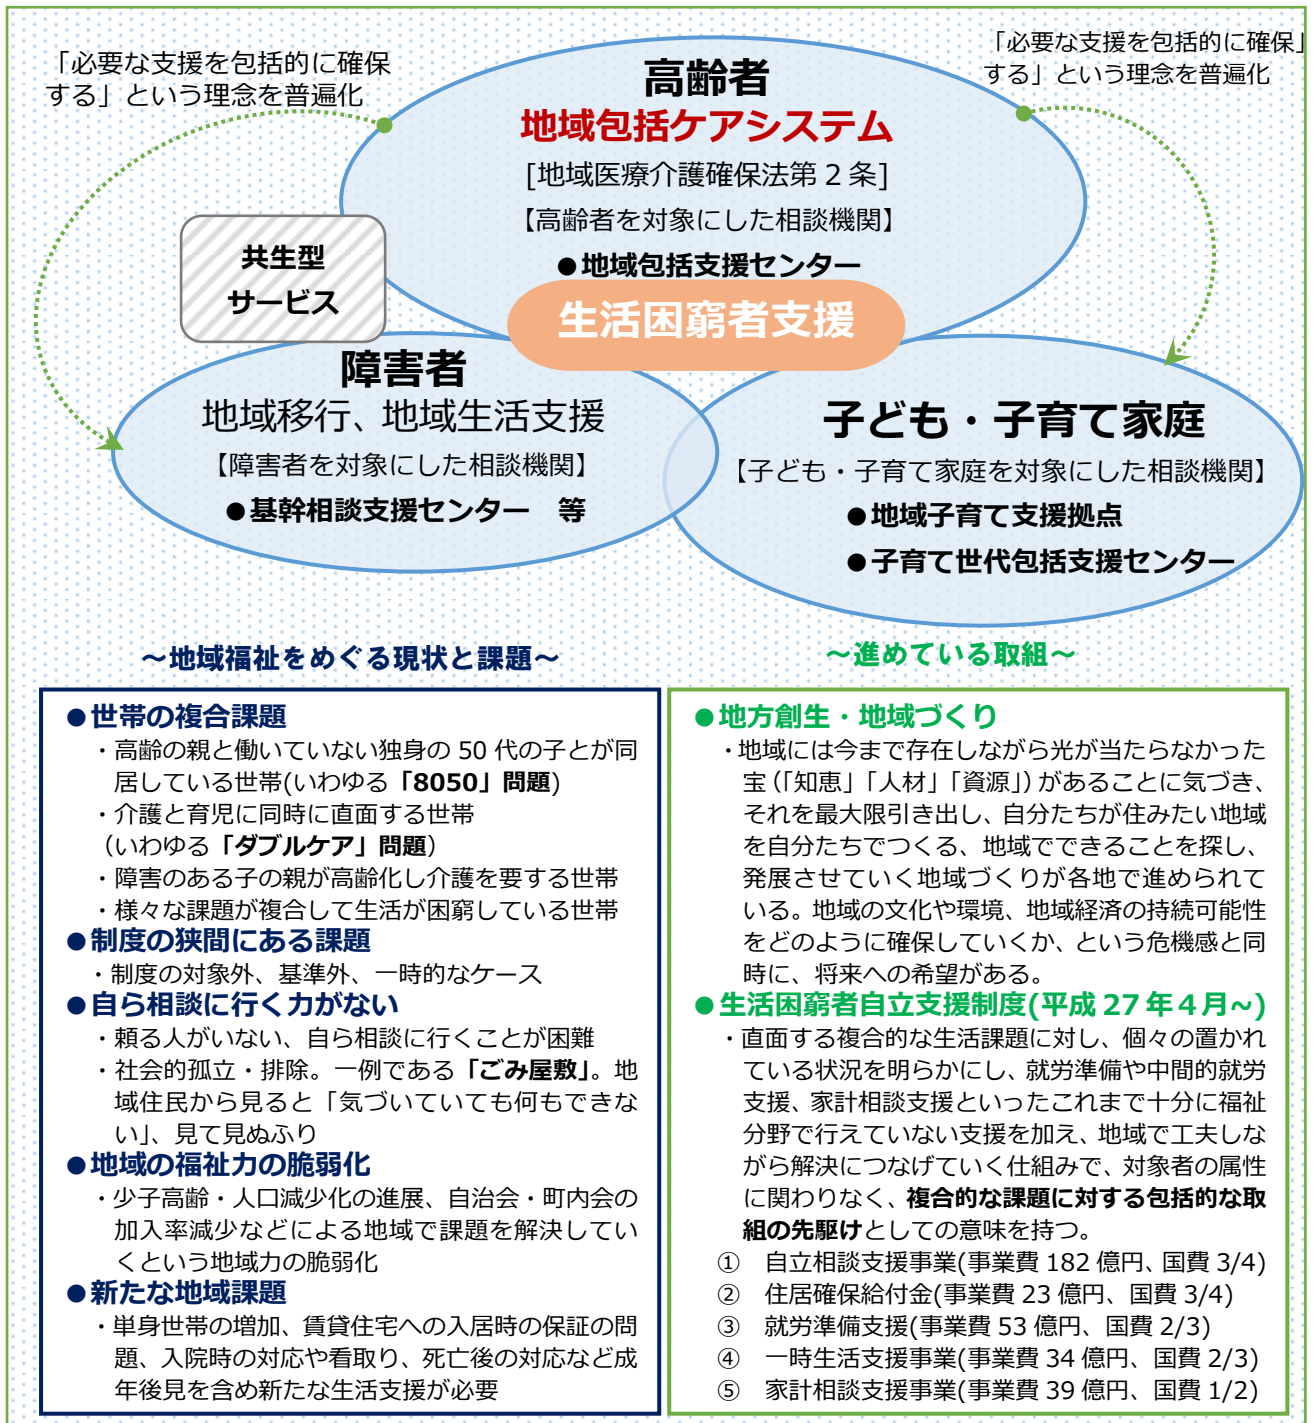 「必要な支援を包括的に確保
する」という理念を普遍化
「必要な支援を包括的に確保」
する」という理念を普遍化
高齢者
地域包括ケアシステム
[地域医療介護確保法第 2 条]
【高齢者を対象にした相談機関】
●地域包括支援センター
共生型
サービス
生活困窮者支援
障害者
地域移行、地域生活支援
【障害者を対象にした相談機関】
●基幹相談支援センター　等
子ども・子育て家庭
【子ども・子育て家庭を対象にした相談機関】
●地域子育て支援拠点
●子育て世代包括支援センター
～地域福祉をめぐる現状と課題～
●世帯の複合課題
・高齢の親と働いていない独身の 50 代の子とが同
居している世帯(いわゆる「8050」問題)
・介護と育児に同時に直面する世帯
（いわゆる「ダブルケア」問題）
・障害のある子の親が高齢化し介護を要する世帯
・様々な課題が複合して生活が困窮している世帯
●制度の狭間にある課題
・制度の対象外、基準外、一時的なケース
●自ら相談に行く力がない
・頼る人がいない、自ら相談に行くことが困難
・社会的孤立・排除。一例である「ごみ屋敷」。地
域住民から見ると「気づいていても何もできな
い」、見て見ぬふり
●地域の福祉力の脆弱化
・少子高齢・人口減少化の進展、自治会・町内会の
加入率減少などによる地域で課題を解決してい
くという地域力の脆弱化
●新たな地域課題
・単身世帯の増加、賃貸住宅への入居時の保証の問
題、入院時の対応や看取り、死亡後の対応など成
年後見を含め新たな生活支援が必要
～進めている取組～
●地方創生・地域づくり
・地域には今まで存在しながら光が当たらなかった
宝（「知恵」「人材」「資源」）があることに気づき、
それを最大限引き出し、自分たちが住みたい地域
を自分たちでつくる、地域でできることを探し、
発展させていく地域づくりが各地で進められて
いる。地域の文化や環境、地域経済の持続可能性
をどのように確保していくか、という危機感と同
時に、将来への希望がある。
●生活困窮者自立支援制度(平成 27 年４月~)
・直面する複合的な生活課題に対し、個々の置かれ
ている状況を明らかにし、就労準備や中間的就労
支援、家計相談支援といったこれまで十分に福祉
分野で行えていない支援を加え、地域で工夫しな
がら解決につなげていく仕組みで、対象者の属性
に関わりなく、複合的な課題に対する包括的な取
組の先駆けとしての意味を持つ。
①　自立相談支援事業(事業費 182 億円、国費 3/4)
②　住居確保給付金(事業費 23 億円、国費 3/4)
③　就労準備支援(事業費 53 億円、国費 2/3)
④　一時生活支援事業(事業費 34 億円、国費 2/3)
⑤　家計相談支援事業(事業費 39 億円、国費 1/2)